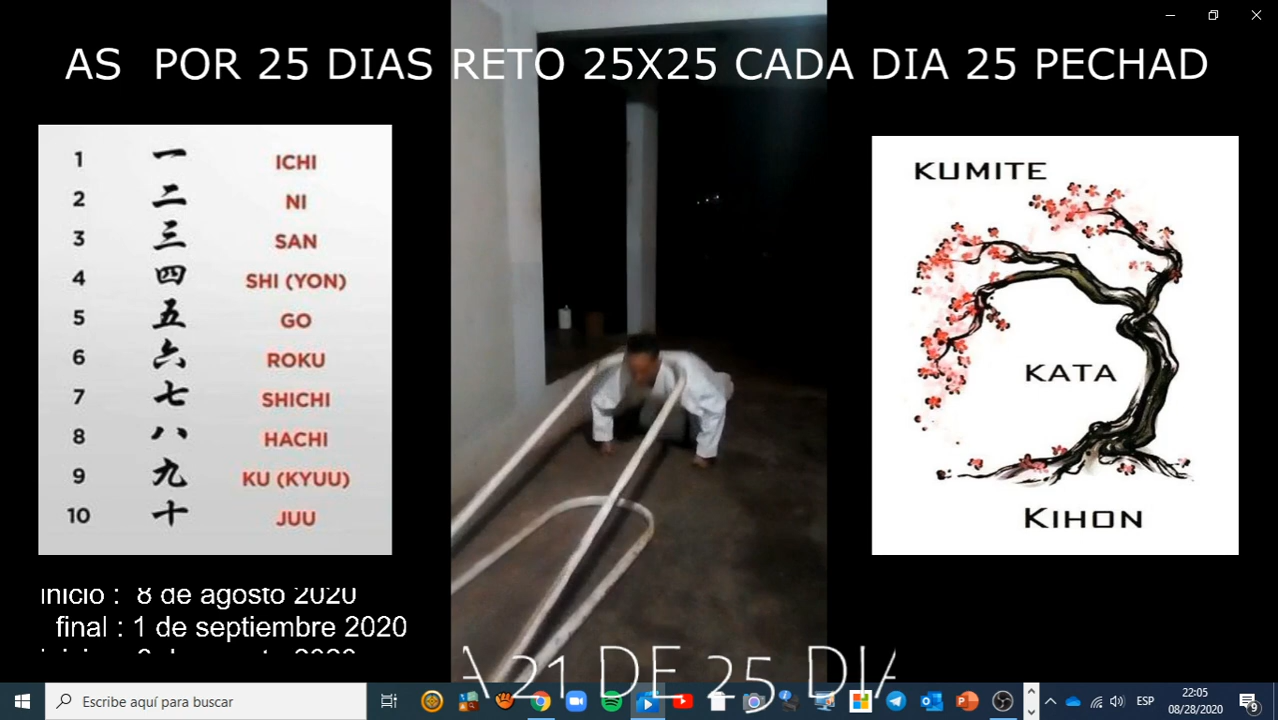 AS  POR 25 DIAS RETO 25X25 CADA DIA 25 PECHAD
1 一 ICHI
2 二 NI
3 三 SAN
4 四 SHI (YON)
5 五 GO
6 六 ROKU
7 七 SHICHI
8 八 HACHI
9 九 KU (KYUU)
10 十 JUU
KUMITE
KATA
KIHON
inicio :  8 de agosto 2020
final : 1 de septiembre 2020
A 21 DE 25 DIA
Escribe aquí para buscar
ESP
22:05
08/28/2020
9